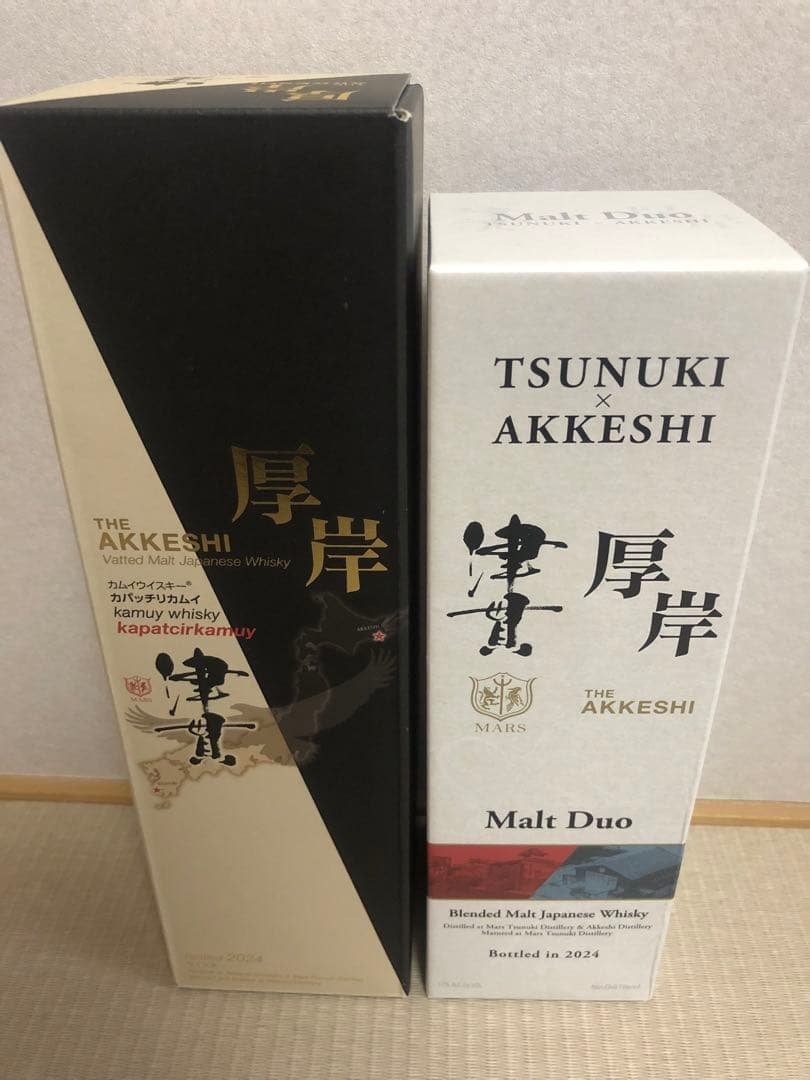 厚岸
THE
AKKESHI
Vatted Malt Japanese Whisky
カムイウイスキー®
カパッチリカムイ
kamuy whisky
kapatcirkamuy
AKKESHI
MARS
津貫
2024
Malt Duo
TSUNUKI × AKKESHI
TSUNUKI
×
AKKESHI
津貫
厚岸
MARS
THE
AKKESHI
Malt Duo
Blended Malt Japanese Whisky
Distilled at Mars Tsunuki Distillery & Akkeshi Distillery
Matured at Mars Tsunuki Distillery
Bottled in 2024